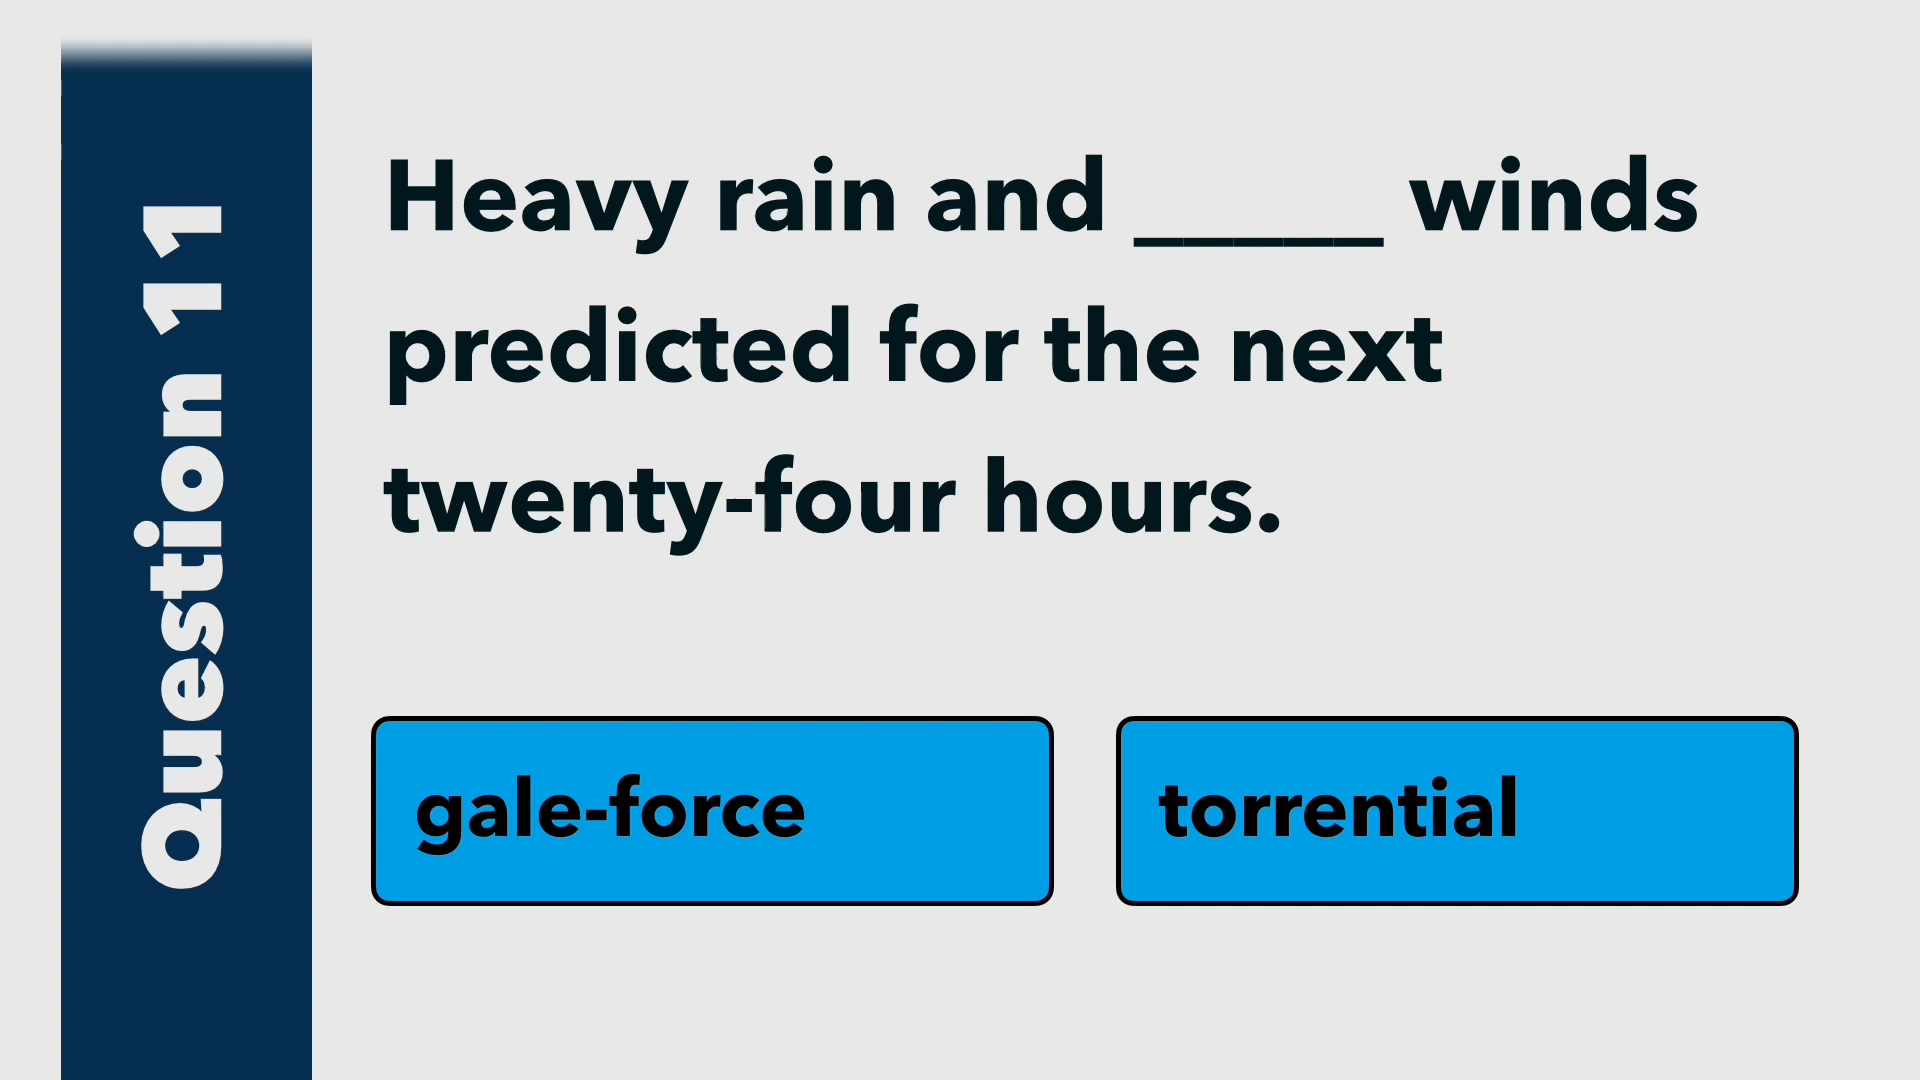 Question 11
Heavy rain and _____ winds
predicted for the next
twenty-four hours.
gale-force
torrential